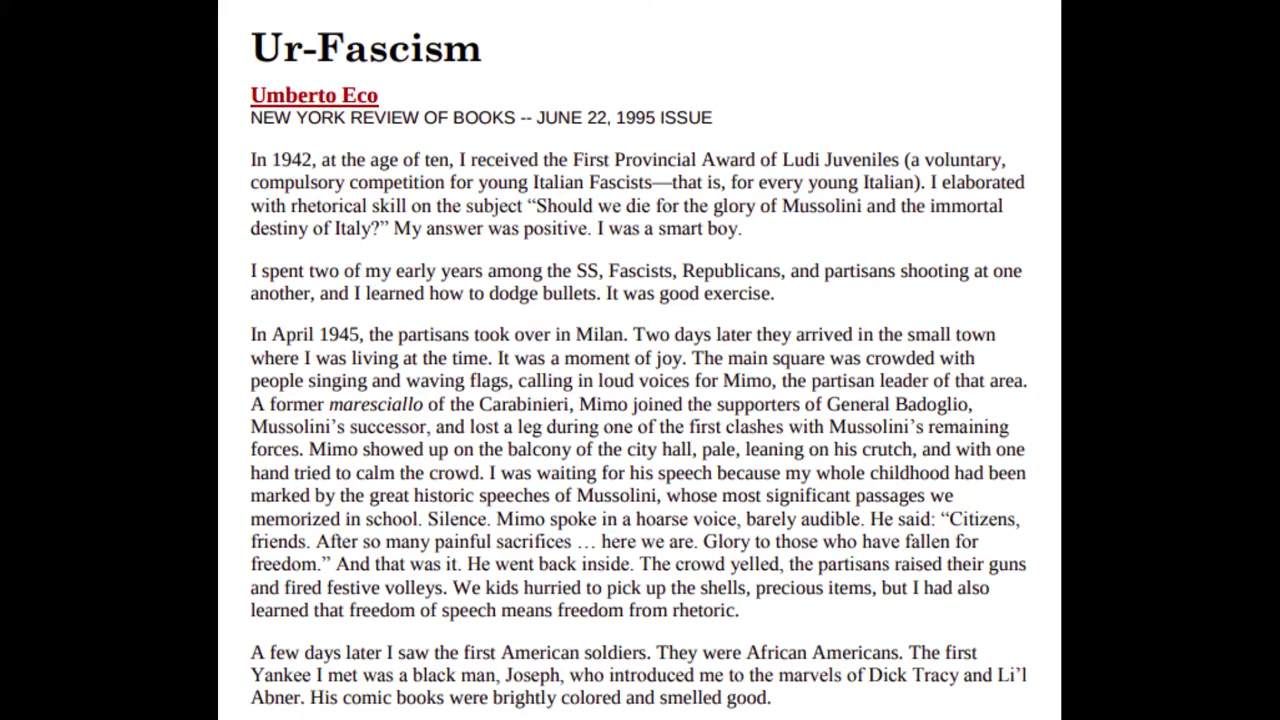 Ur-Fascism
Umberto Eco
NEW YORK REVIEW OF BOOKS -- JUNE 22, 1995 ISSUE
In 1942, at the age of ten, I received the First Provincial Award of Ludi Juveniles (a voluntary,
compulsory competition for young Italian Fascists—that is, for every young Italian). I elaborated
with rhetorical skill on the subject “Should we die for the glory of Mussolini and the immortal
destiny of Italy?” My answer was positive. I was a smart boy.
I spent two of my early years among the SS, Fascists, Republicans, and partisans shooting at one
another, and I learned how to dodge bullets. It was good exercise.
In April 1945, the partisans took over in Milan. Two days later they arrived in the small town
where I was living at the time. It was a moment of joy. The main square was crowded with
people singing and waving flags, calling in loud voices for Mimo, the partisan leader of that area.
A former maresciallo of the Carabinieri, Mimo joined the supporters of General Badoglio,
Mussolini’s successor, and lost a leg during one of the first clashes with Mussolini’s remaining
forces. Mimo showed up on the balcony of the city hall, pale, leaning on his crutch, and with one
hand tried to calm the crowd. I was waiting for his speech because my whole childhood had been
marked by the great historic speeches of Mussolini, whose most significant passages we
memorized in school. Silence. Mimo spoke in a hoarse voice, barely audible. He said: “Citizens,
friends. After so many painful sacrifices … here we are. Glory to those who have fallen for
freedom.” And that was it. He went back inside. The crowd yelled, the partisans raised their guns
and fired festive volleys. We kids hurried to pick up the shells, precious items, but I had also
learned that freedom of speech means freedom from rhetoric.
A few days later I saw the first American soldiers. They were African Americans. The first
Yankee I met was a black man, Joseph, who introduced me to the marvels of Dick Tracy and Li’l
Abner. His comic books were brightly colored and smelled good.